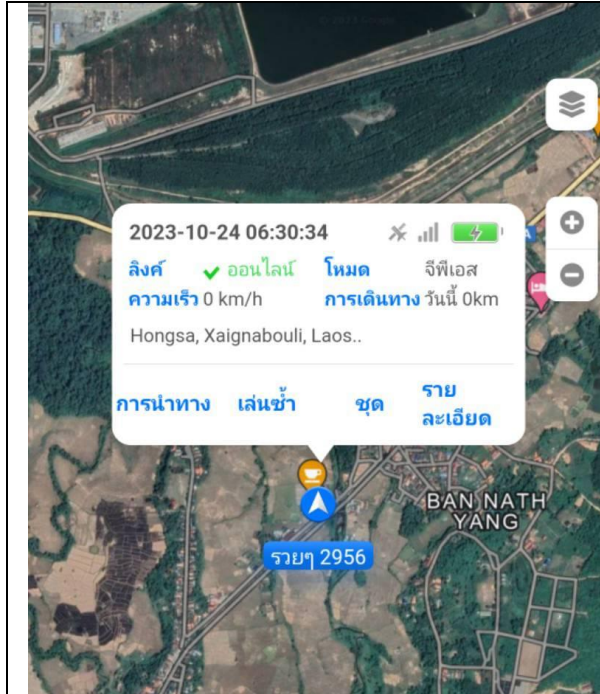 2023-10-24 06:30:34
ลิงค์ ออนไลน์ โหมด จีพีเอส
ความเร็ว 0 km/h การเดินทาง วันนี้ 0km
Hongsa, Xaignabouli, Laos..
การนำทาง เล่นซ้ำ ชุด ราย
ละเอียด
BAN NATH
YANG
รวยๆ 2956